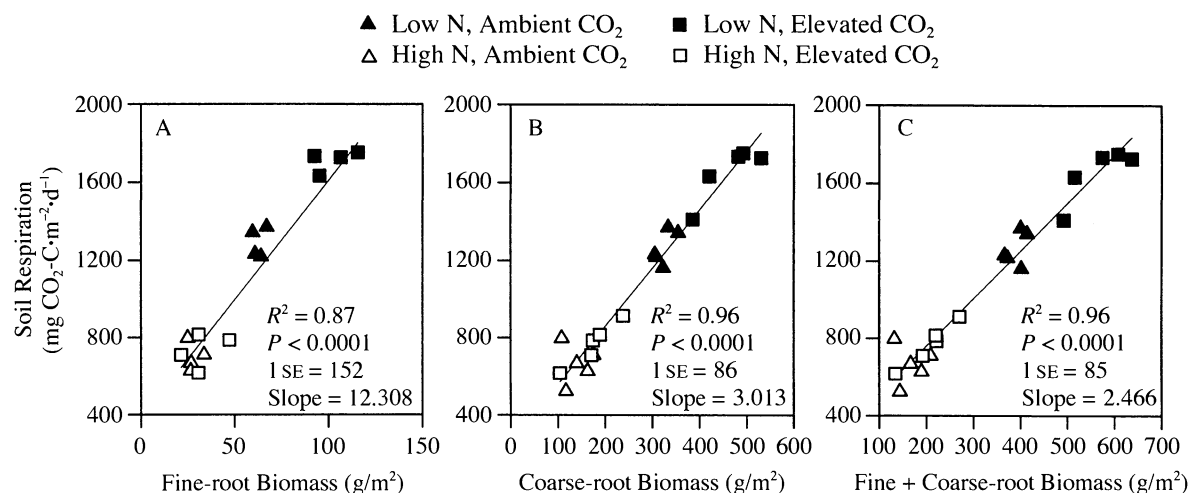 ▲ Low N, Ambient CO₂ ■ Low N, Elevated CO₂
△ High N, Ambient CO₂ □ High N, Elevated CO₂
Soil Respiration
(mg CO₂-C·m⁻²·d⁻¹)
2000
1600
1200
800
400
A
R² = 0.87
P < 0.0001
1 SE = 152
Slope = 12.308
0 50 100 150
Fine-root Biomass (g/m²)
2000
1600
1200
800
400
B
R² = 0.96
P < 0.0001
1 SE = 86
Slope = 3.013
0 100 200 300 400 500 600
Coarse-root Biomass (g/m²)
2000
1600
1200
800
400
C
R² = 0.96
P < 0.0001
1 SE = 85
Slope = 2.466
100 200 300 400 500 600 700
Fine + Coarse-root Biomass (g/m²)